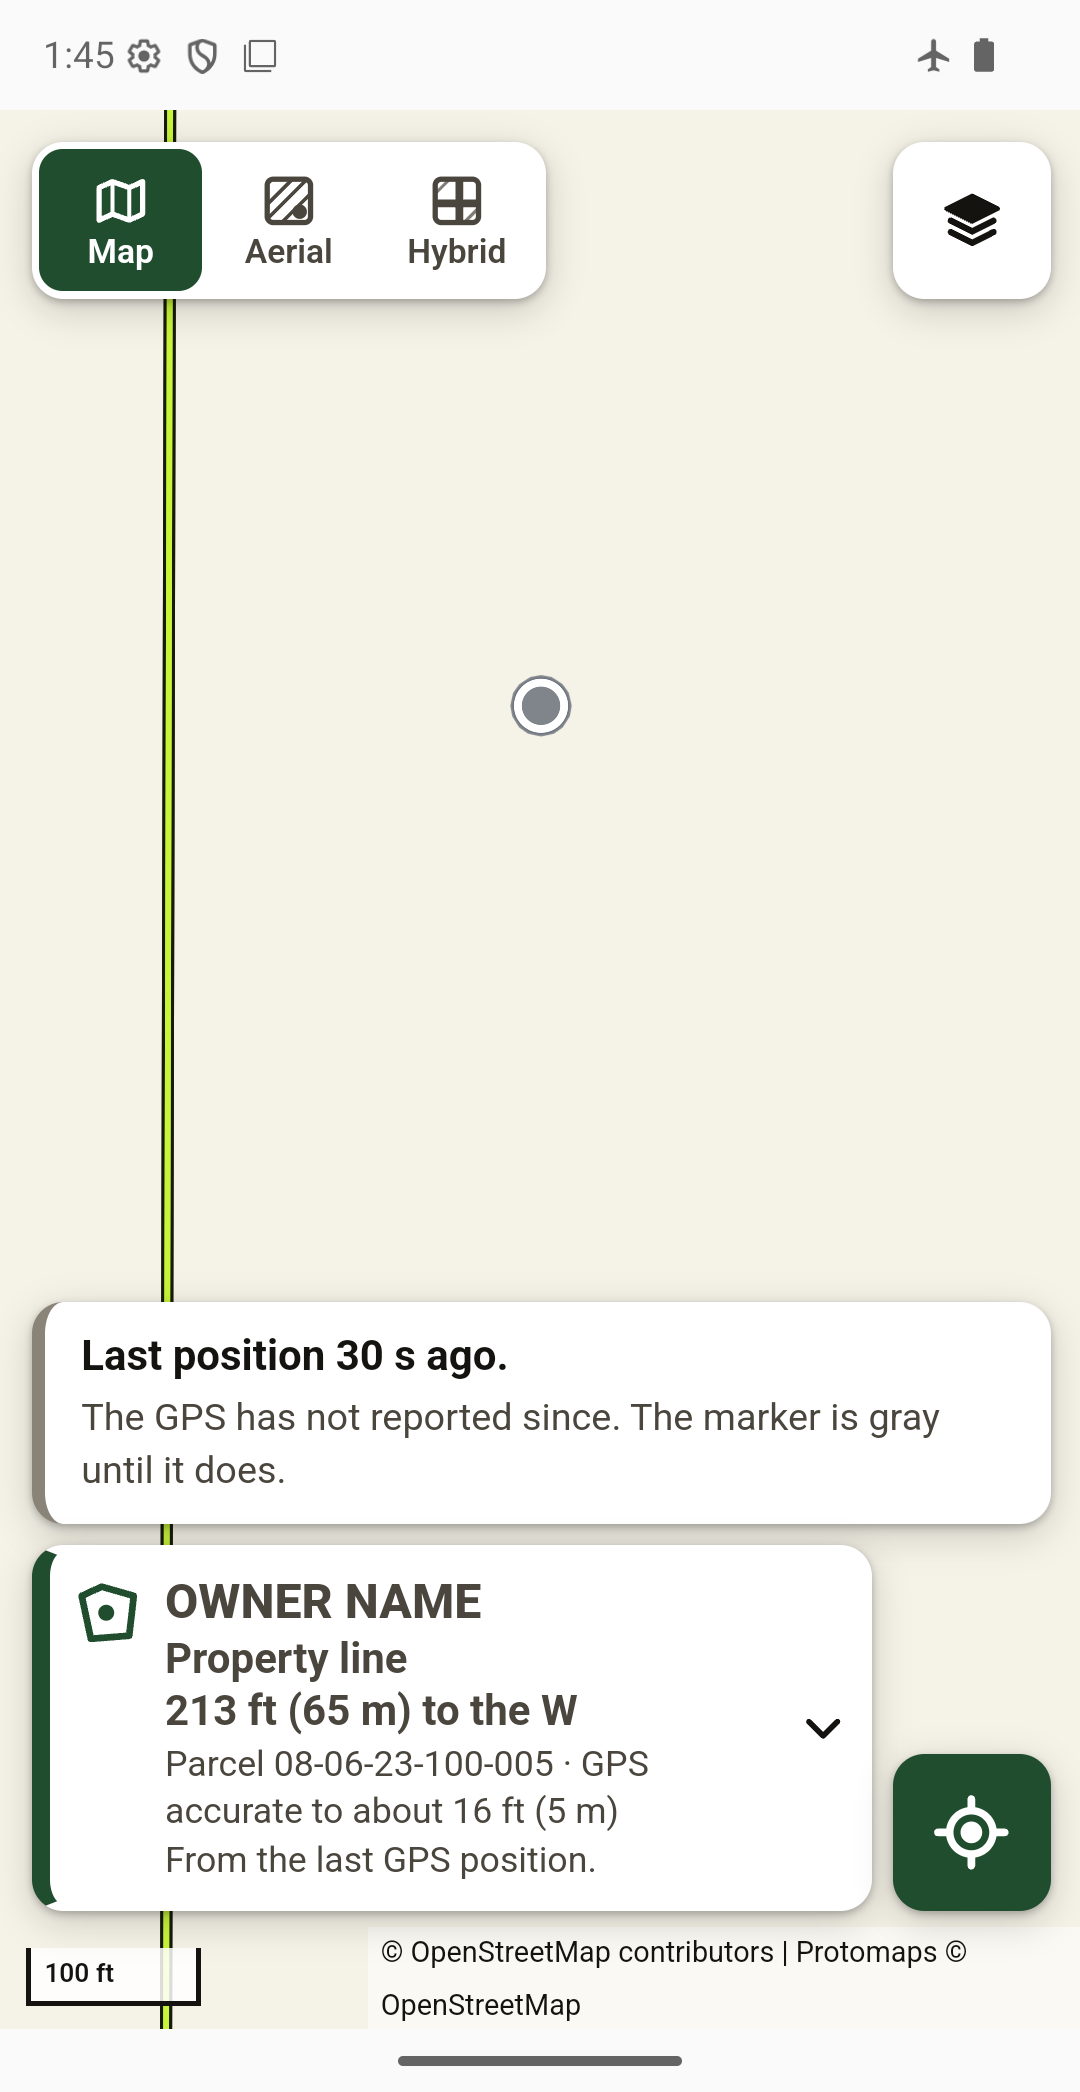 1:45
Map
Aerial
Hybrid
Last position 30 s ago.
The GPS has not reported since. The marker is gray
until it does.
OWNER NAME
Property line
213 ft (65 m) to the W
Parcel 08-06-23-100-005 · GPS
accurate to about 16 ft (5 m)
From the last GPS position.
100 ft
© OpenStreetMap contributors | Protomaps ©
OpenStreetMap